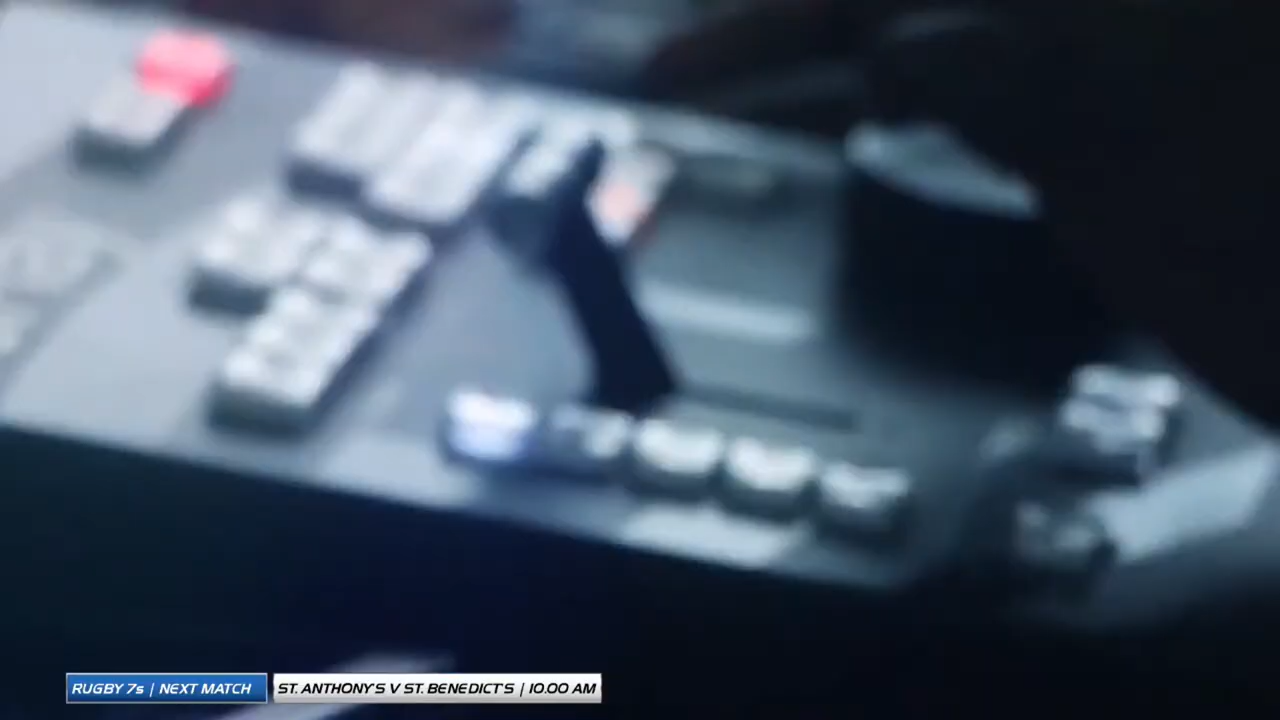 RUGBY 7s | NEXT MATCH ST. ANTHONY'S V ST. BENEDICT'S | 10.00 AM